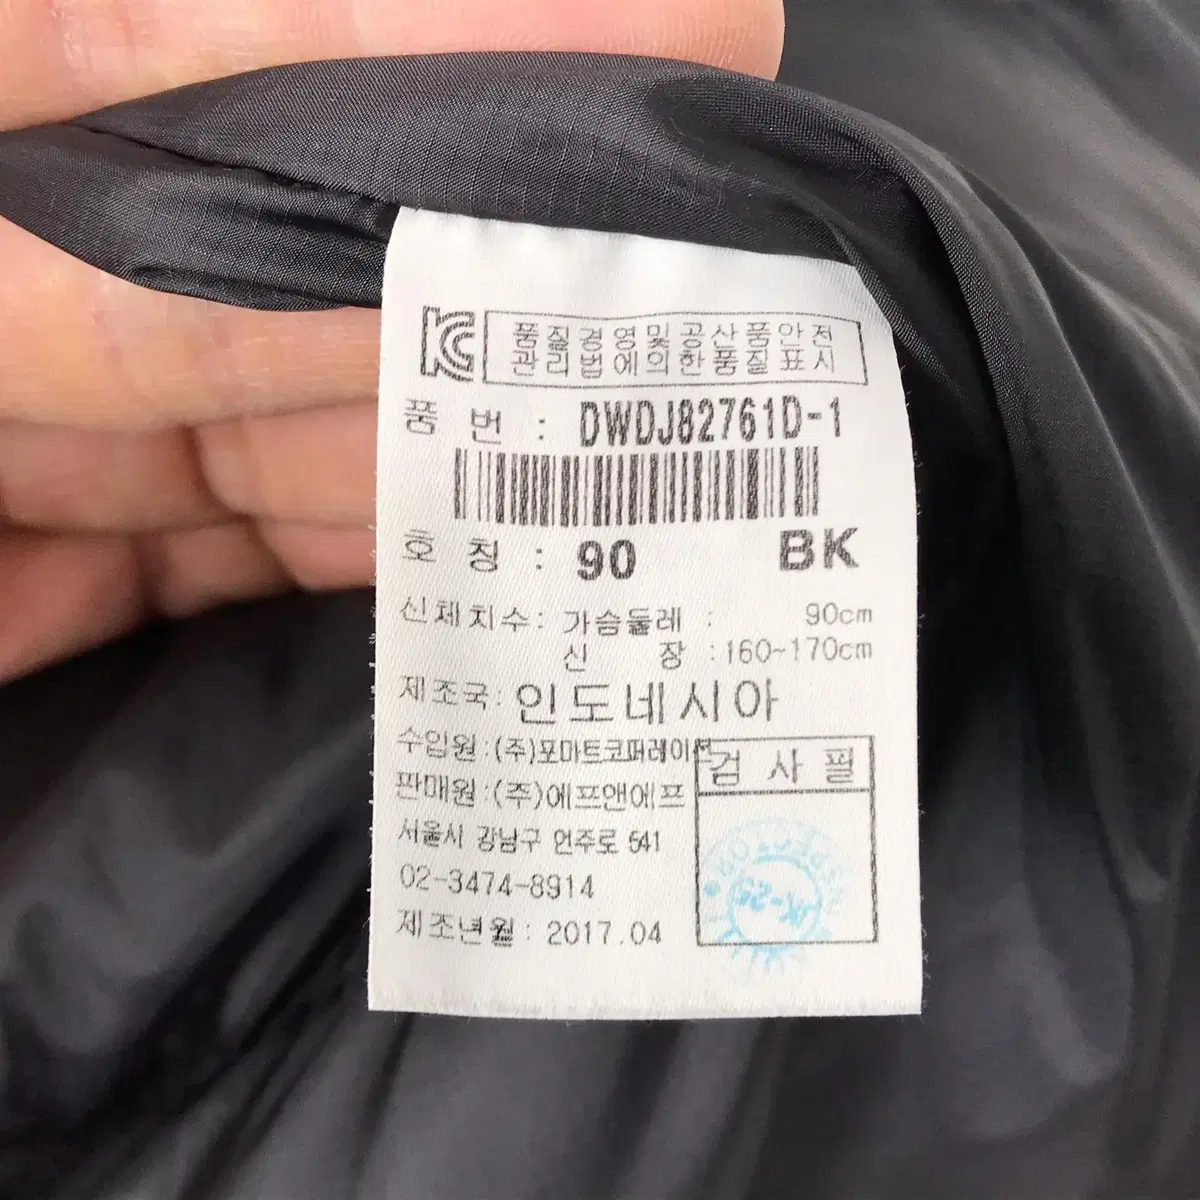 KC 품질경영및공산품안전
관리법에의한품질표시
품 번 : DWDJ82761D-1
호 칭 : 90 BK
신체치수: 가슴둘레 : 90cm
신 장 :160~170cm
제조국: 인도네시아
수입원 :(주)포마트코퍼레이션
판매원 :(주)에프앤에프
검 사 필
서울시 강남구 언주로 541
02-3474-8914
제조년월 : 2017.04